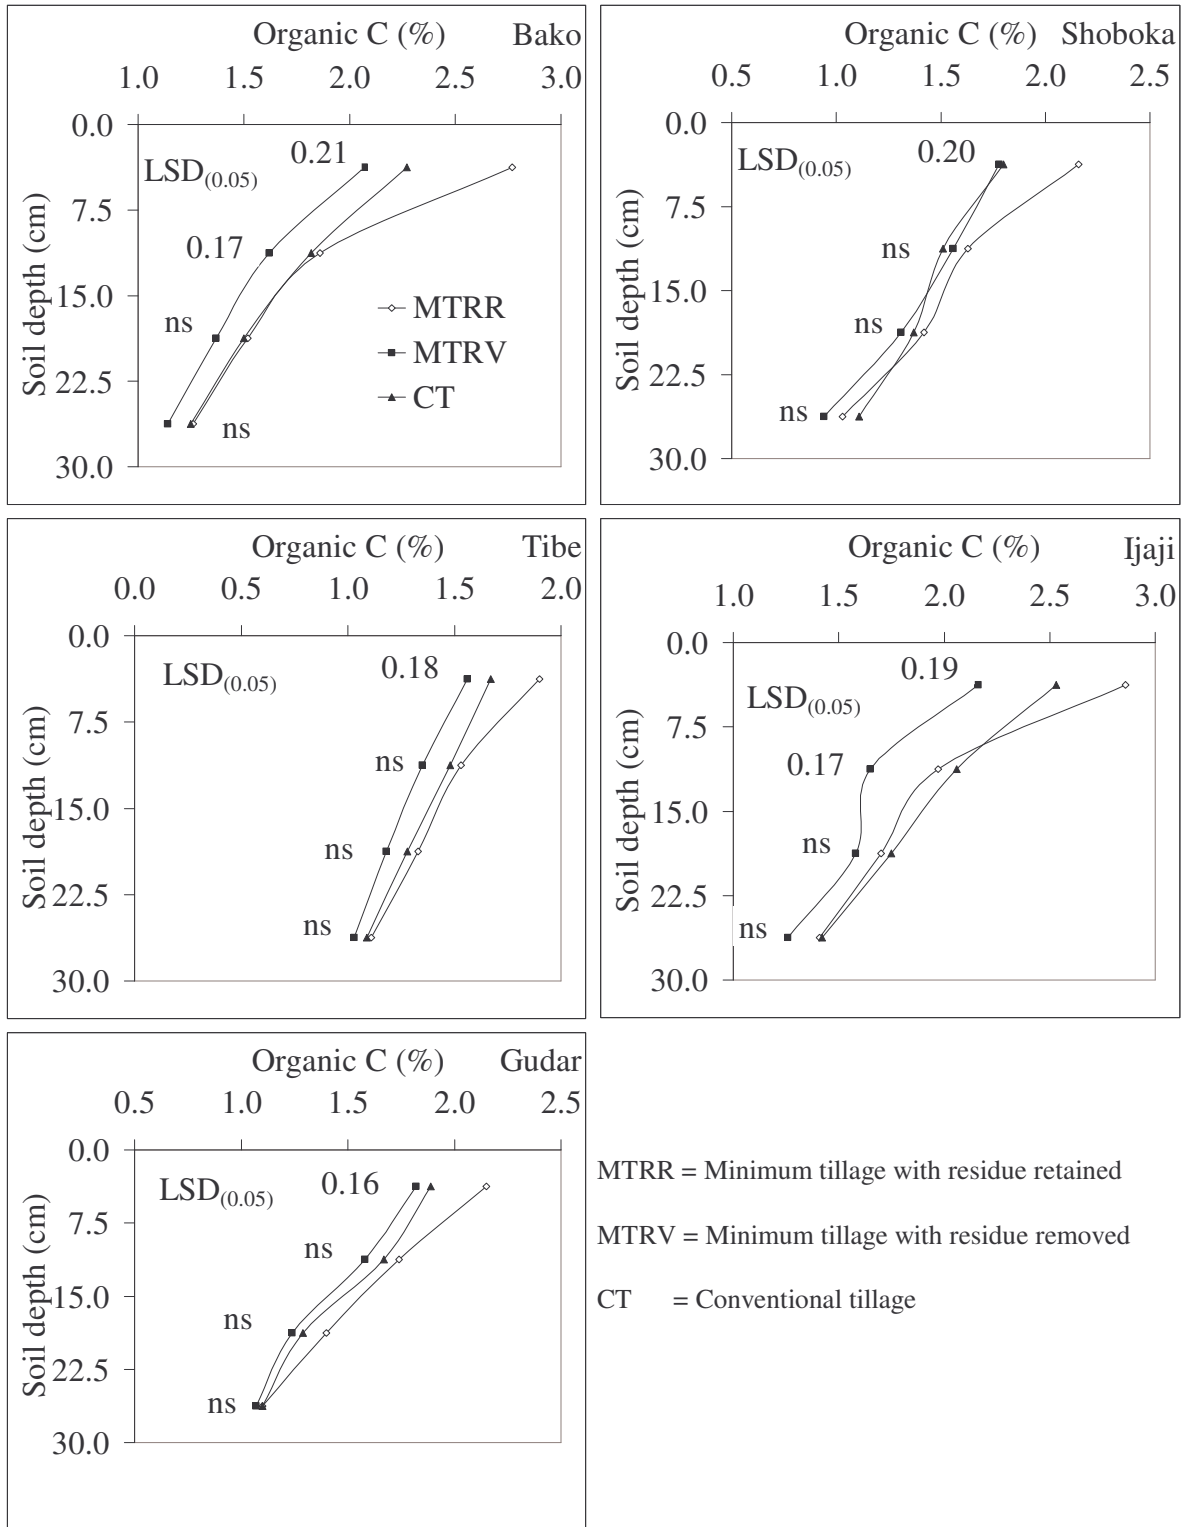 Organic C (%) Bako
1.0 1.5 2.0 2.5 3.0
0.0
7.5
15.0
22.5
30.0
Soil depth (cm)
LSD(0.05)
0.21
0.17
ns
ns
MTRR
MTRV
CT
Organic C (%) Shoboka
0.5 1.0 1.5 2.0 2.5
0.0
7.5
15.0
22.5
30.0
Soil depth (cm)
LSD(0.05)
0.20
ns
ns
ns
Organic C (%) Tibe
0.0 0.5 1.0 1.5 2.0
0.0
7.5
15.0
22.5
30.0
Soil depth (cm)
LSD(0.05)
0.18
ns
ns
ns
Organic C (%) Ijaji
1.0 1.5 2.0 2.5 3.0
0.0
7.5
15.0
22.5
30.0
Soil depth (cm)
LSD(0.05)
0.19
0.17
ns
ns
Organic C (%) Gudar
0.5 1.0 1.5 2.0 2.5
0.0
7.5
15.0
22.5
30.0
Soil depth (cm)
LSD(0.05)
0.16
ns
ns
ns
MTRR = Minimum tillage with residue retained
MTRV = Minimum tillage with residue removed
CT = Conventional tillage